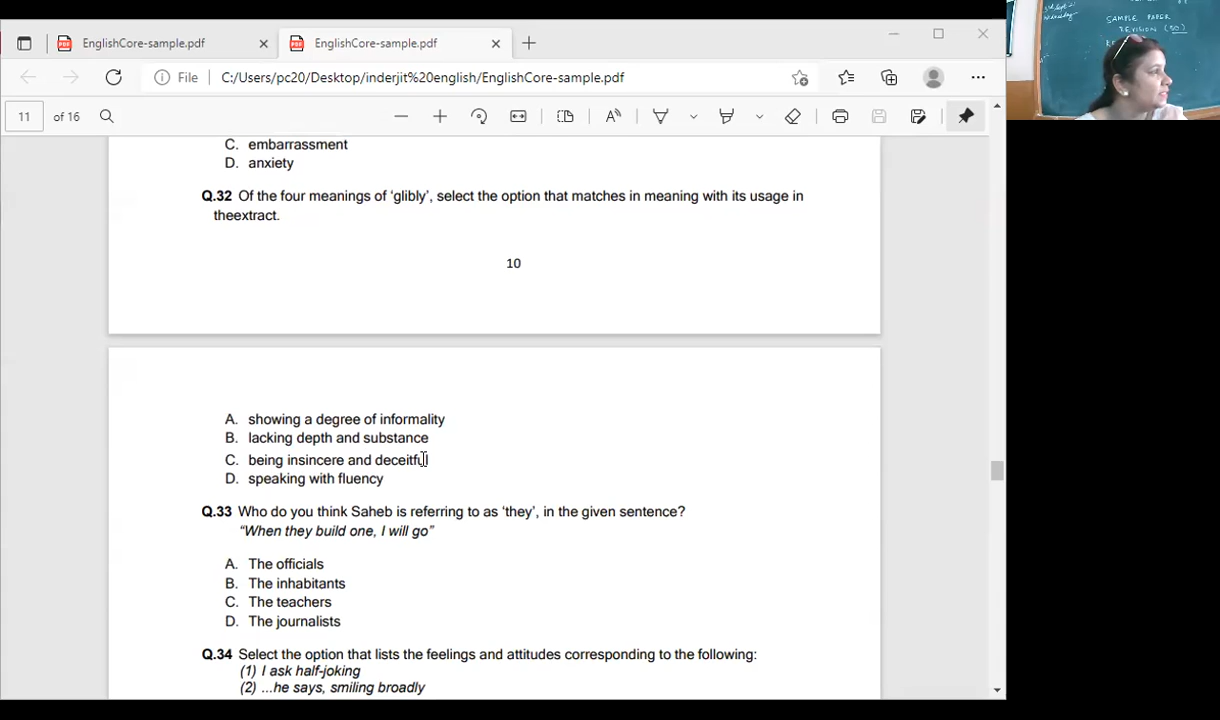 EnglishCore-sample.pdf
EnglishCore-sample.pdf
File
C:/Users/pc20/Desktop/inderjit%20english/EnglishCore-sample.pdf
11 of 16
C. embarrassment
D. anxiety
Q.32 Of the four meanings of ‘glibly’, select the option that matches in meaning with its usage in
theextract.
10
A. showing a degree of informality
B. lacking depth and substance
C. being insincere and deceitful
D. speaking with fluency
Q.33 Who do you think Saheb is referring to as ‘they’, in the given sentence?
“When they build one, I will go”
A. The officials
B. The inhabitants
C. The teachers
D. The journalists
Q.34 Select the option that lists the feelings and attitudes corresponding to the following:
(1) I ask half-joking
(2) ...he says, smiling broadly
SAMPLE PAPER
Wednesday